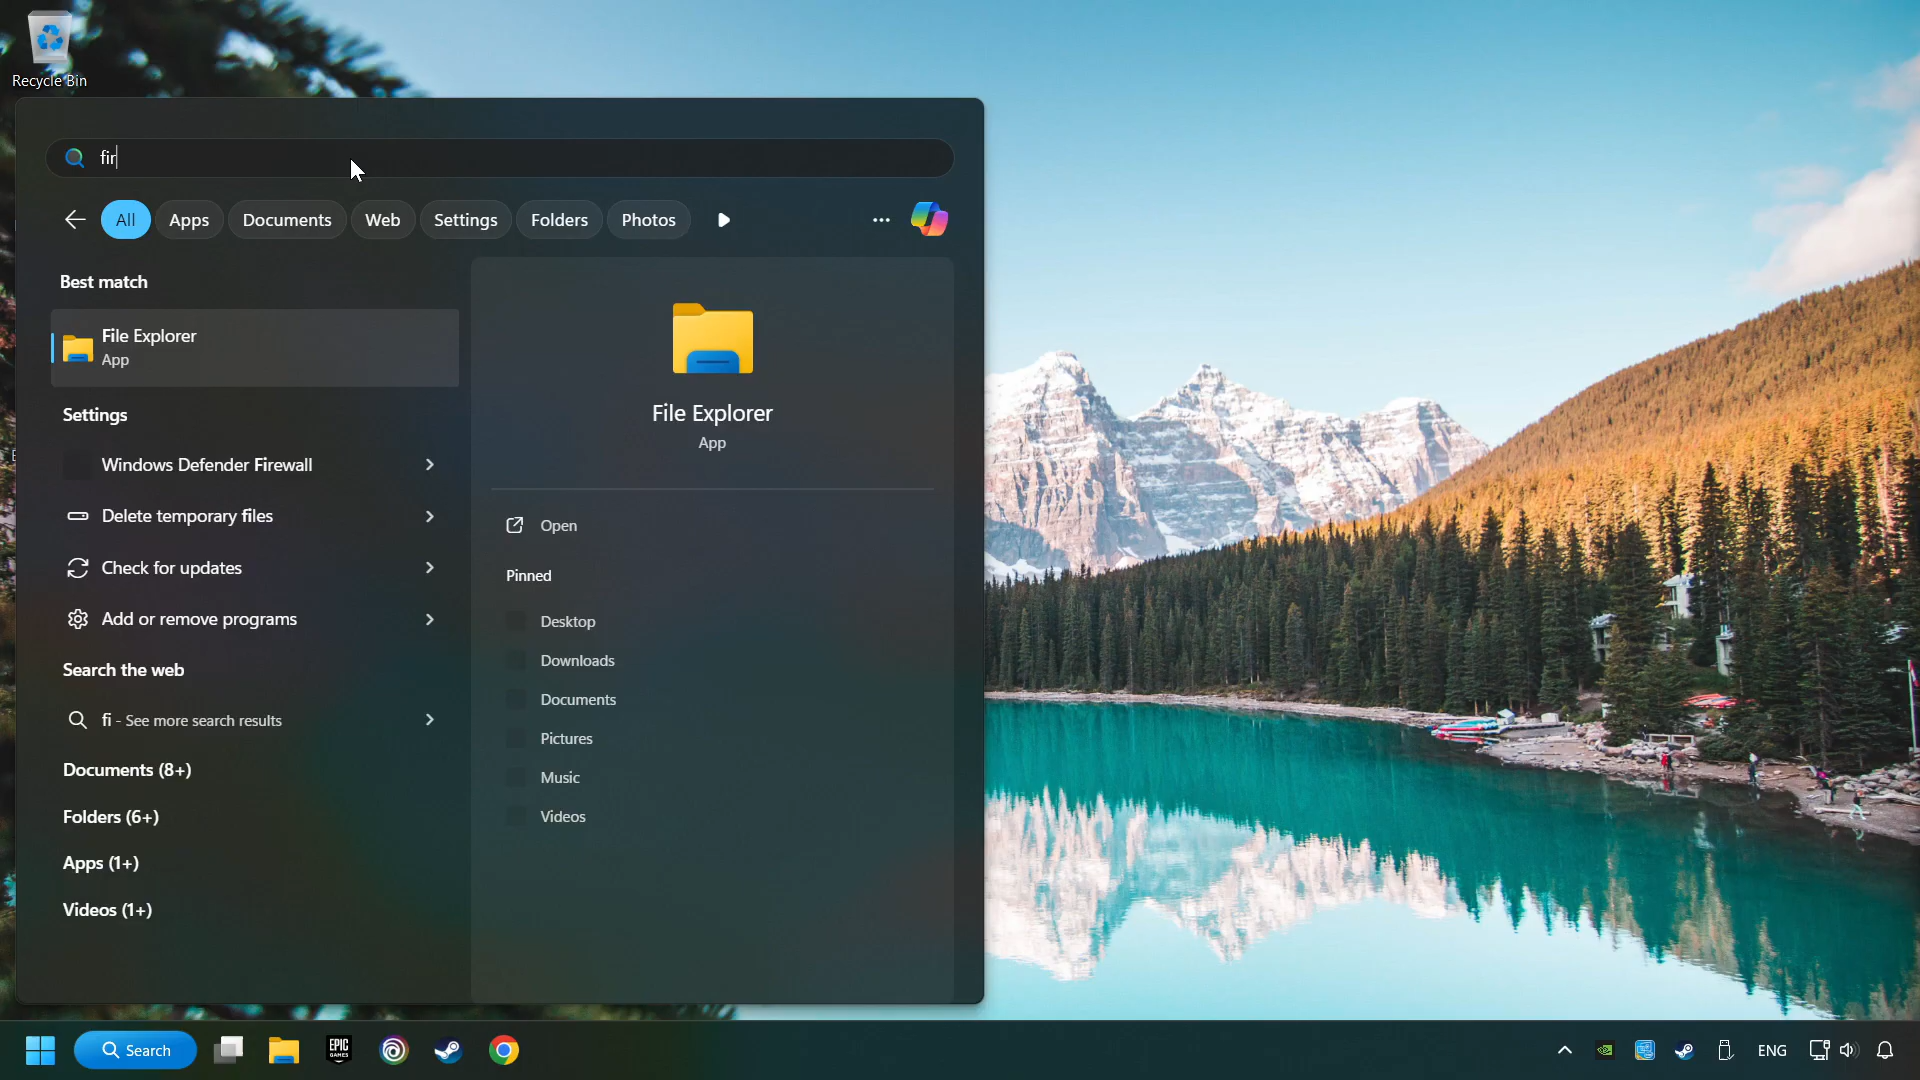 Recycle Bin
fir
All
Apps
Documents
Web
Settings
Folders
Photos
Best match
File Explorer
App
Settings
Windows Defender Firewall
Delete temporary files
Check for updates
Add or remove programs
Search the web
fi - See more search results
Documents (8+)
Folders (6+)
Apps (1+)
Videos (1+)
File Explorer
App
Open
Pinned
Desktop
Downloads
Documents
Pictures
Music
Videos
Search
EPIC
GAMES
ENG